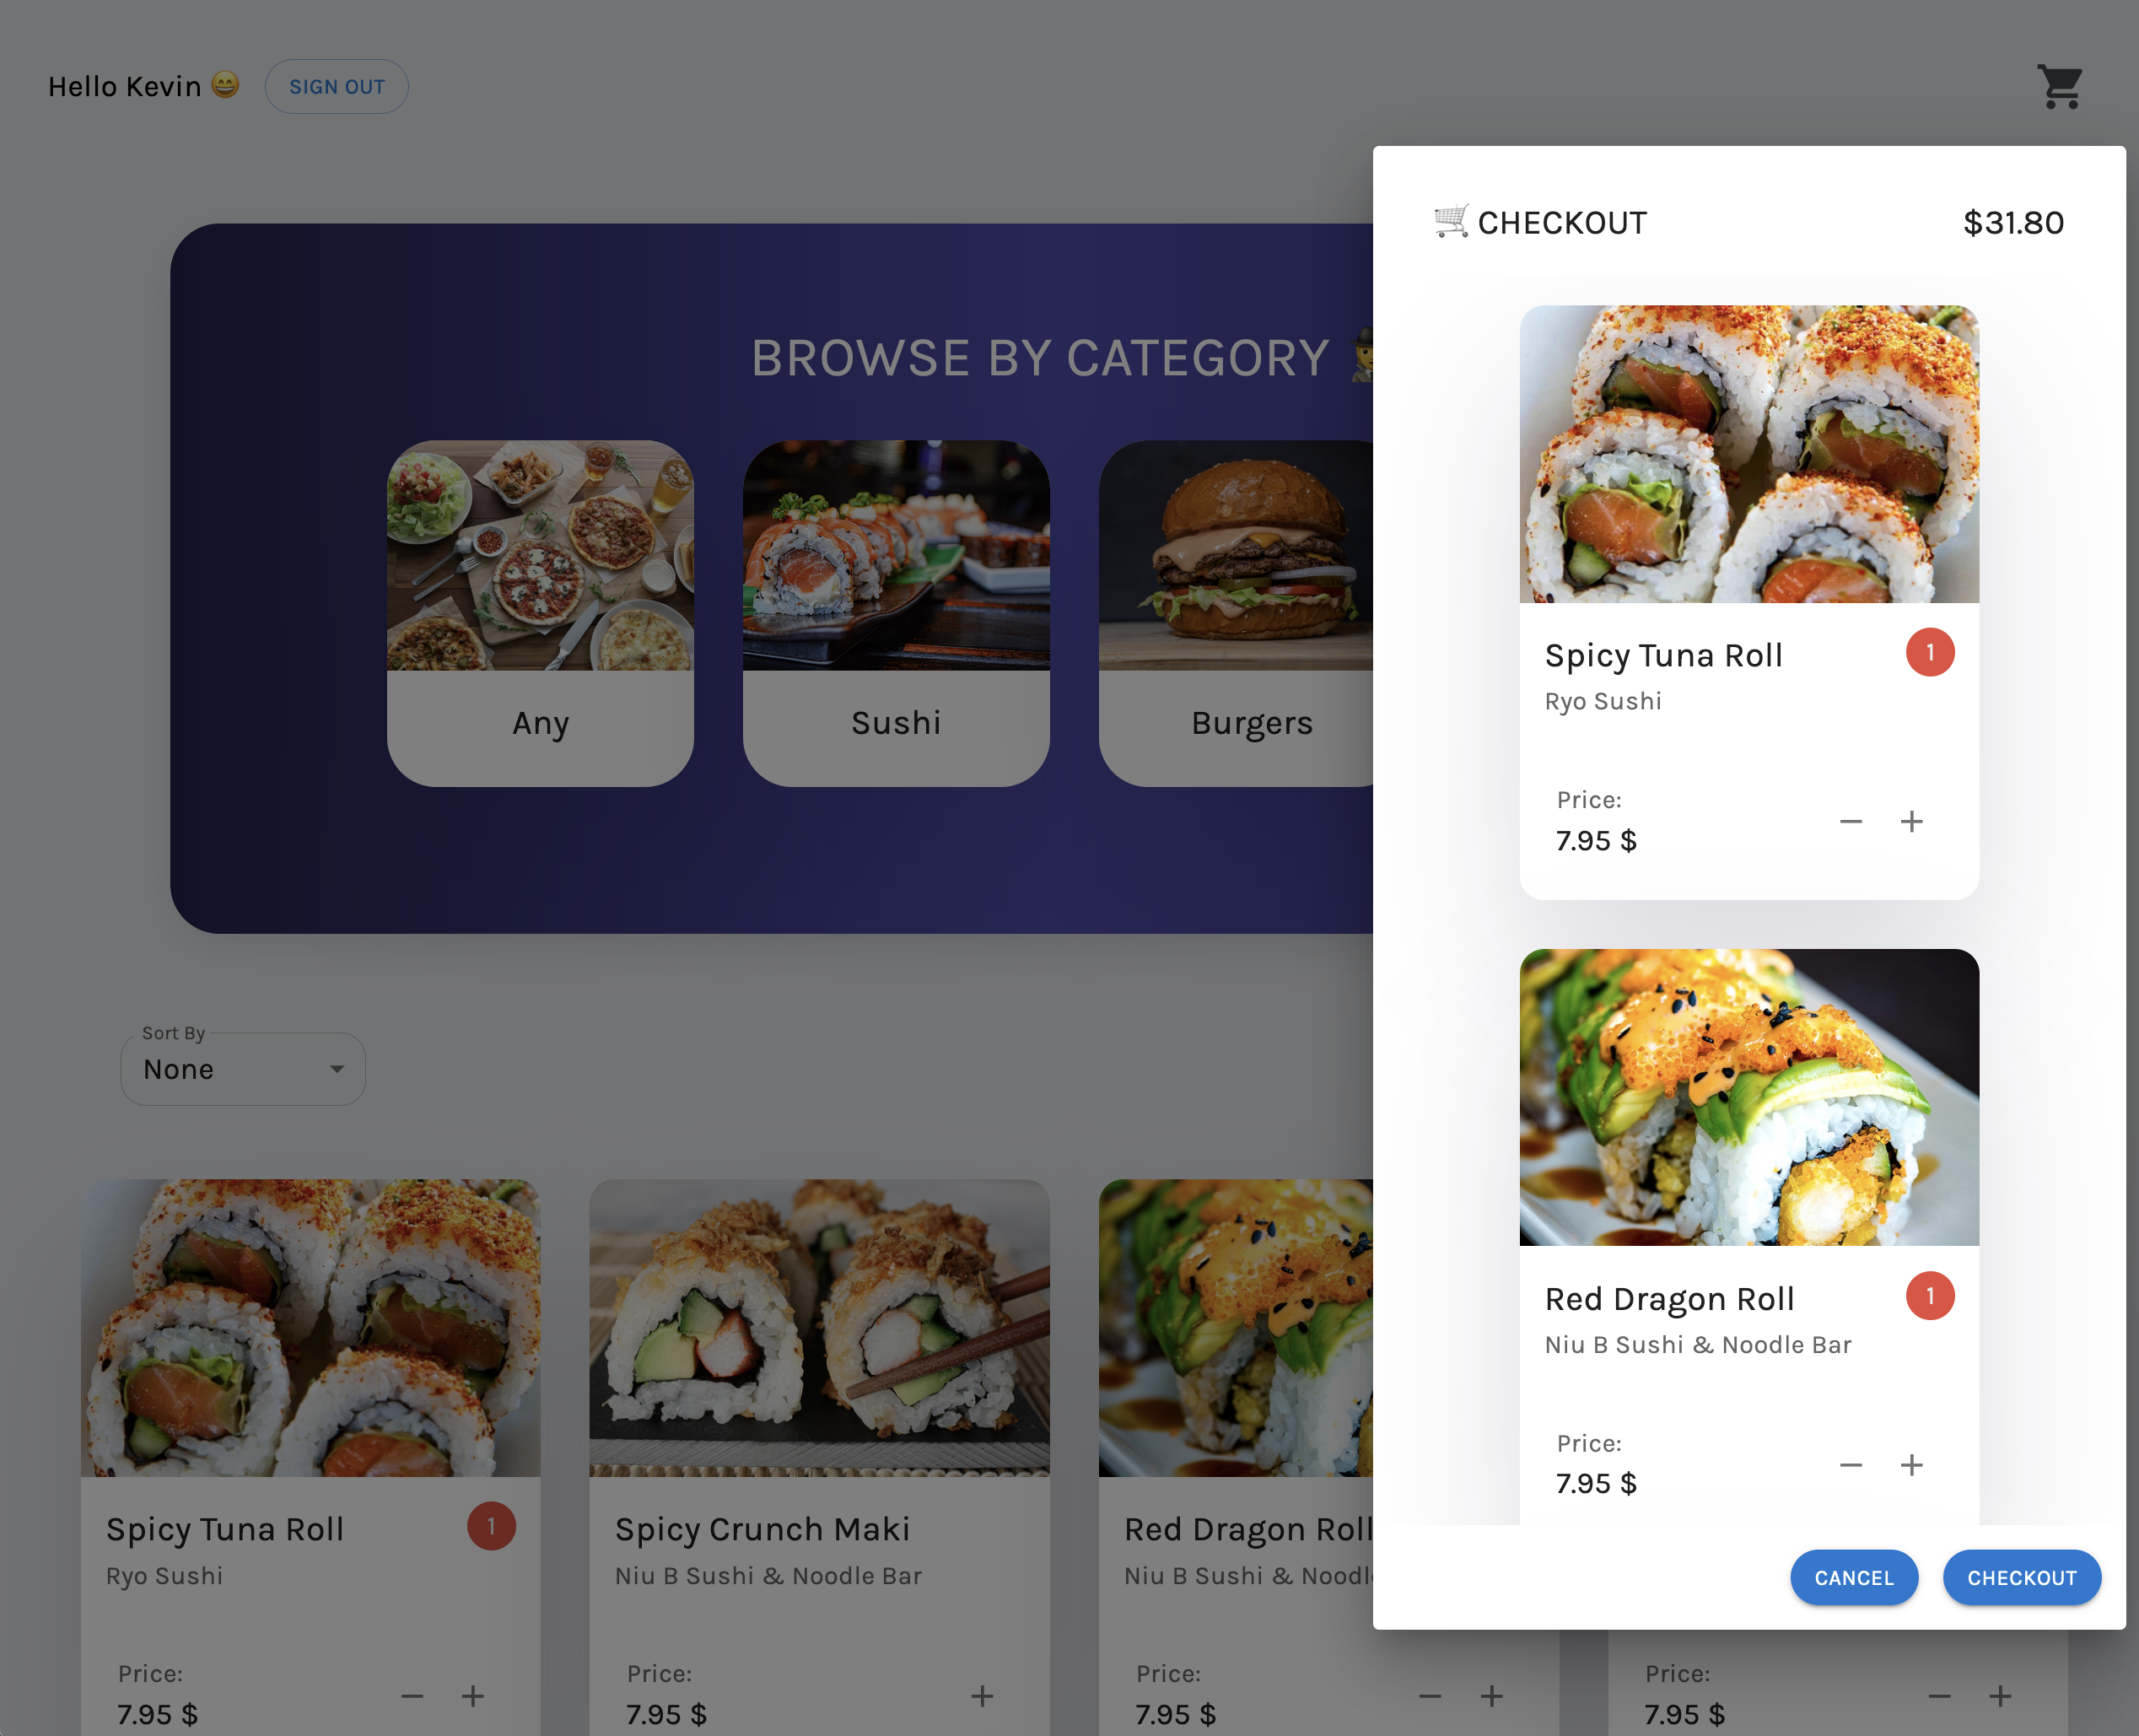 Hello Kevin 😄
SIGN OUT
BROWSE BY CATEGORY
Any
Sushi
Burgers
Sort By
None
Spicy Tuna Roll
1
Ryo Sushi
Price:
7.95 $
Spicy Crunch Maki
Niu B Sushi & Noodle Bar
Price:
7.95 $
Red Dragon Roll
Niu B Sushi &
Price:
7.95 $
Price:
7.95 $
🛒 CHECKOUT
$31.80
Spicy Tuna Roll
1
Ryo Sushi
Price:
7.95 $
Red Dragon Roll
1
Niu B Sushi & Noodle Bar
Price:
7.95 $
CANCEL
CHECKOUT